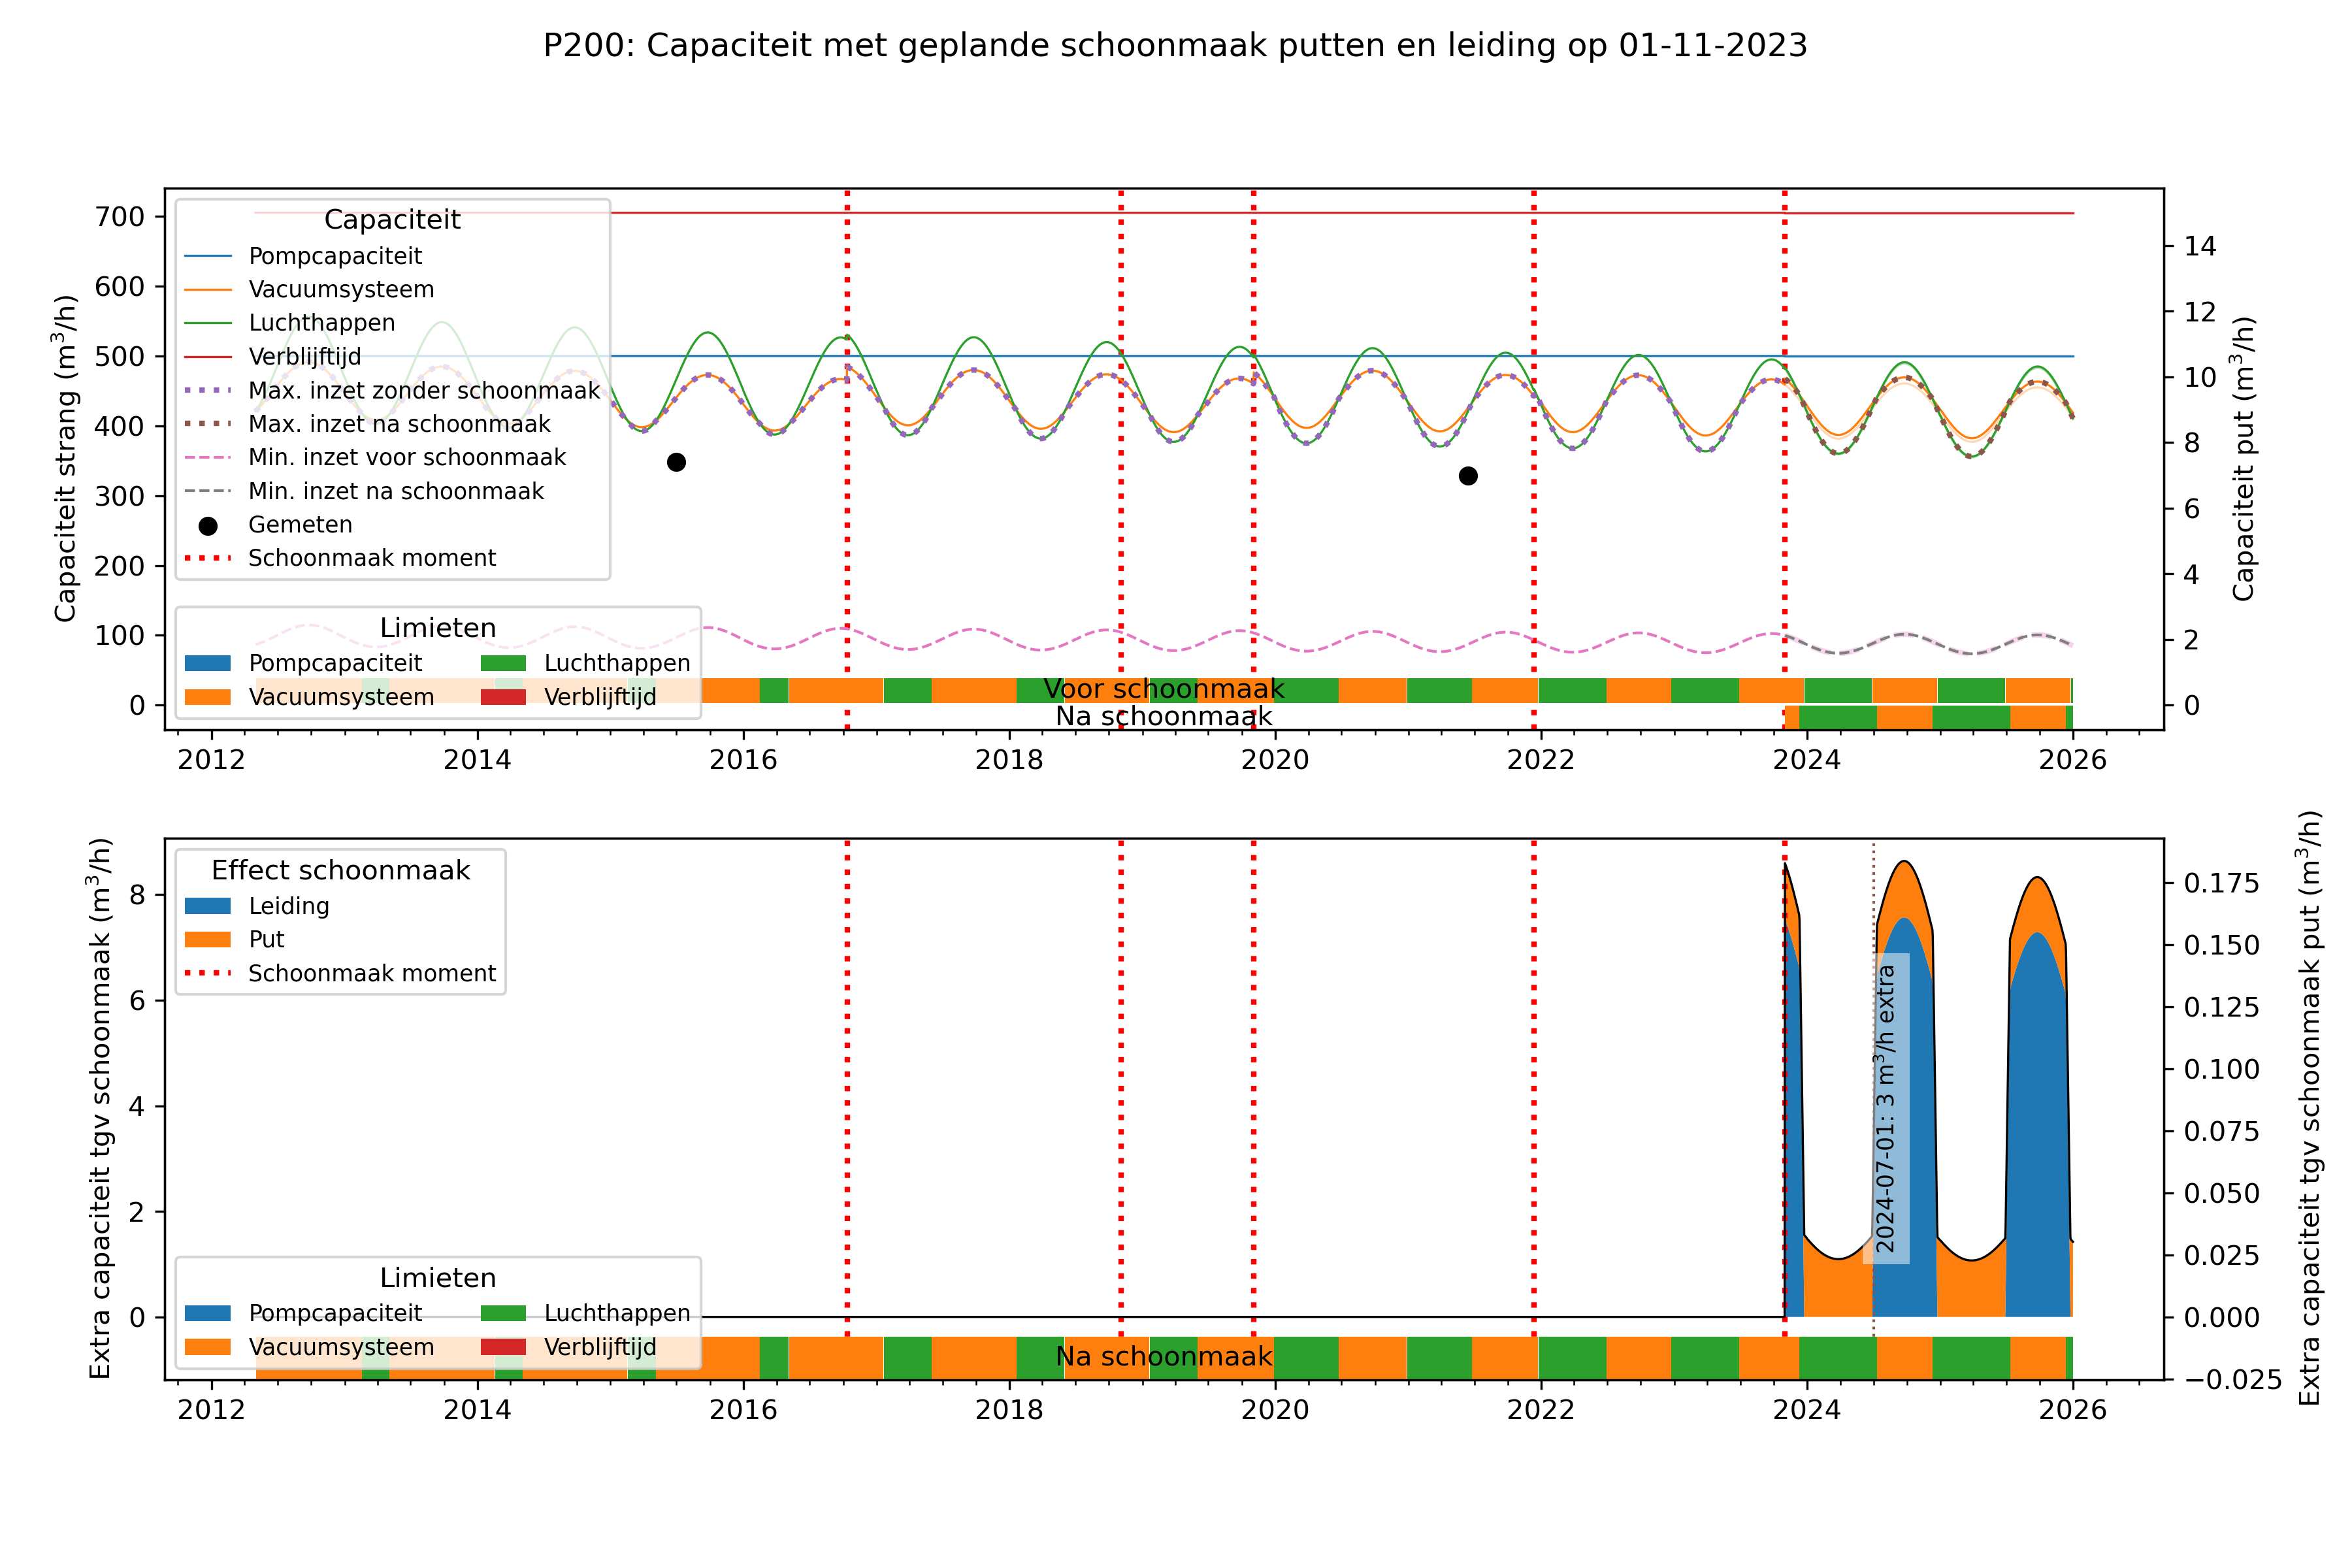 P200: Capaciteit met geplande schoonmaak putten en leiding op 01-11-2023
Capaciteit strang (m³/h)
700
600
500
400
300
200
100
0
Capaciteit
Pompcapaciteit
Vacuumsysteem
Luchthappen
Verblijftijd
Max. inzet zonder schoonmaak
Max. inzet na schoonmaak
Min. inzet voor schoonmaak
Min. inzet na schoonmaak
Gemeten
Schoonmaak moment
Limieten
Pompcapaciteit
Vacuumsysteem
Luchthappen
Verblijftijd
Voor schoonmaak
Na schoonmaak
14
12
10
8
6
4
2
0
Capaciteit put (m³/h)
2012 2014 2016 2018 2020 2022 2024 2026
Extra capaciteit tgv schoonmaak (m³/h)
8
6
4
2
0
Effect schoonmaak
Leiding
Put
Schoonmaak moment
Limieten
Pompcapaciteit
Vacuumsysteem
Luchthappen
Verblijftijd
Na schoonmaak
2024-07-01: 3 m³/h extra
0.175
0.150
0.125
0.100
0.075
0.050
0.025
0.000
−0.025
Extra capaciteit tgv schoonmaak put (m³/h)
2012 2014 2016 2018 2020 2022 2024 2026